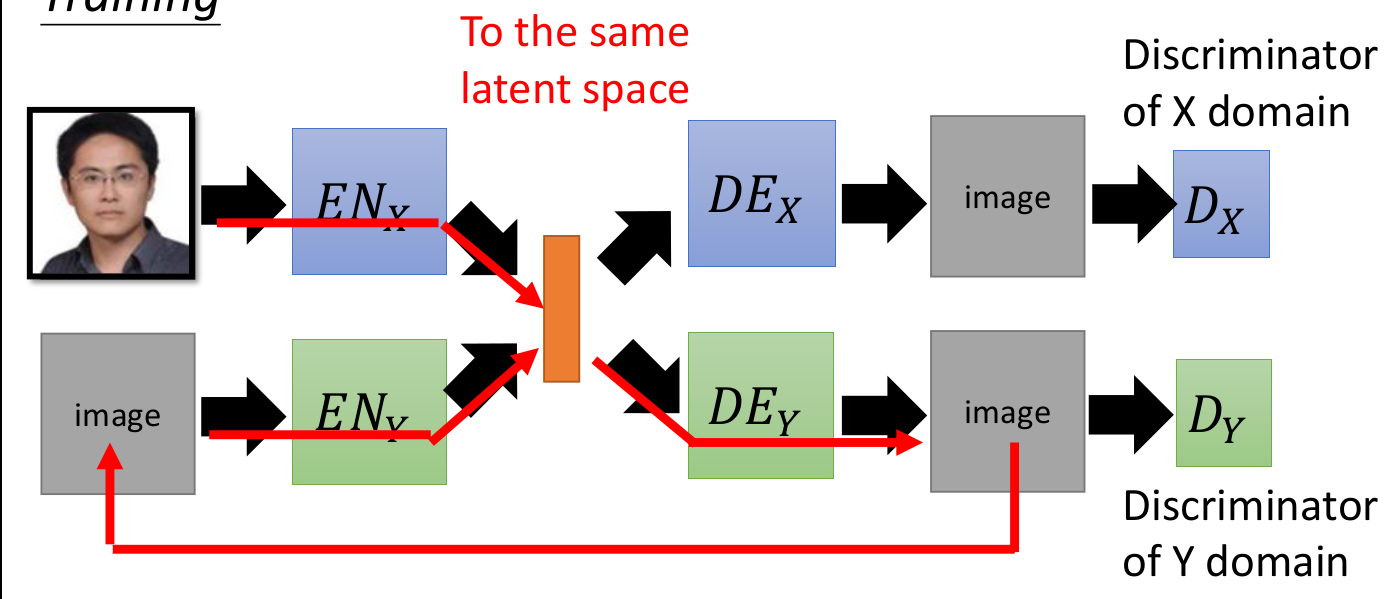 Training
To the same
latent space
Discriminator
of X domain
EN_X
DE_X
image
D_X
image
EN_Y
DE_Y
image
D_Y
Discriminator
of Y domain